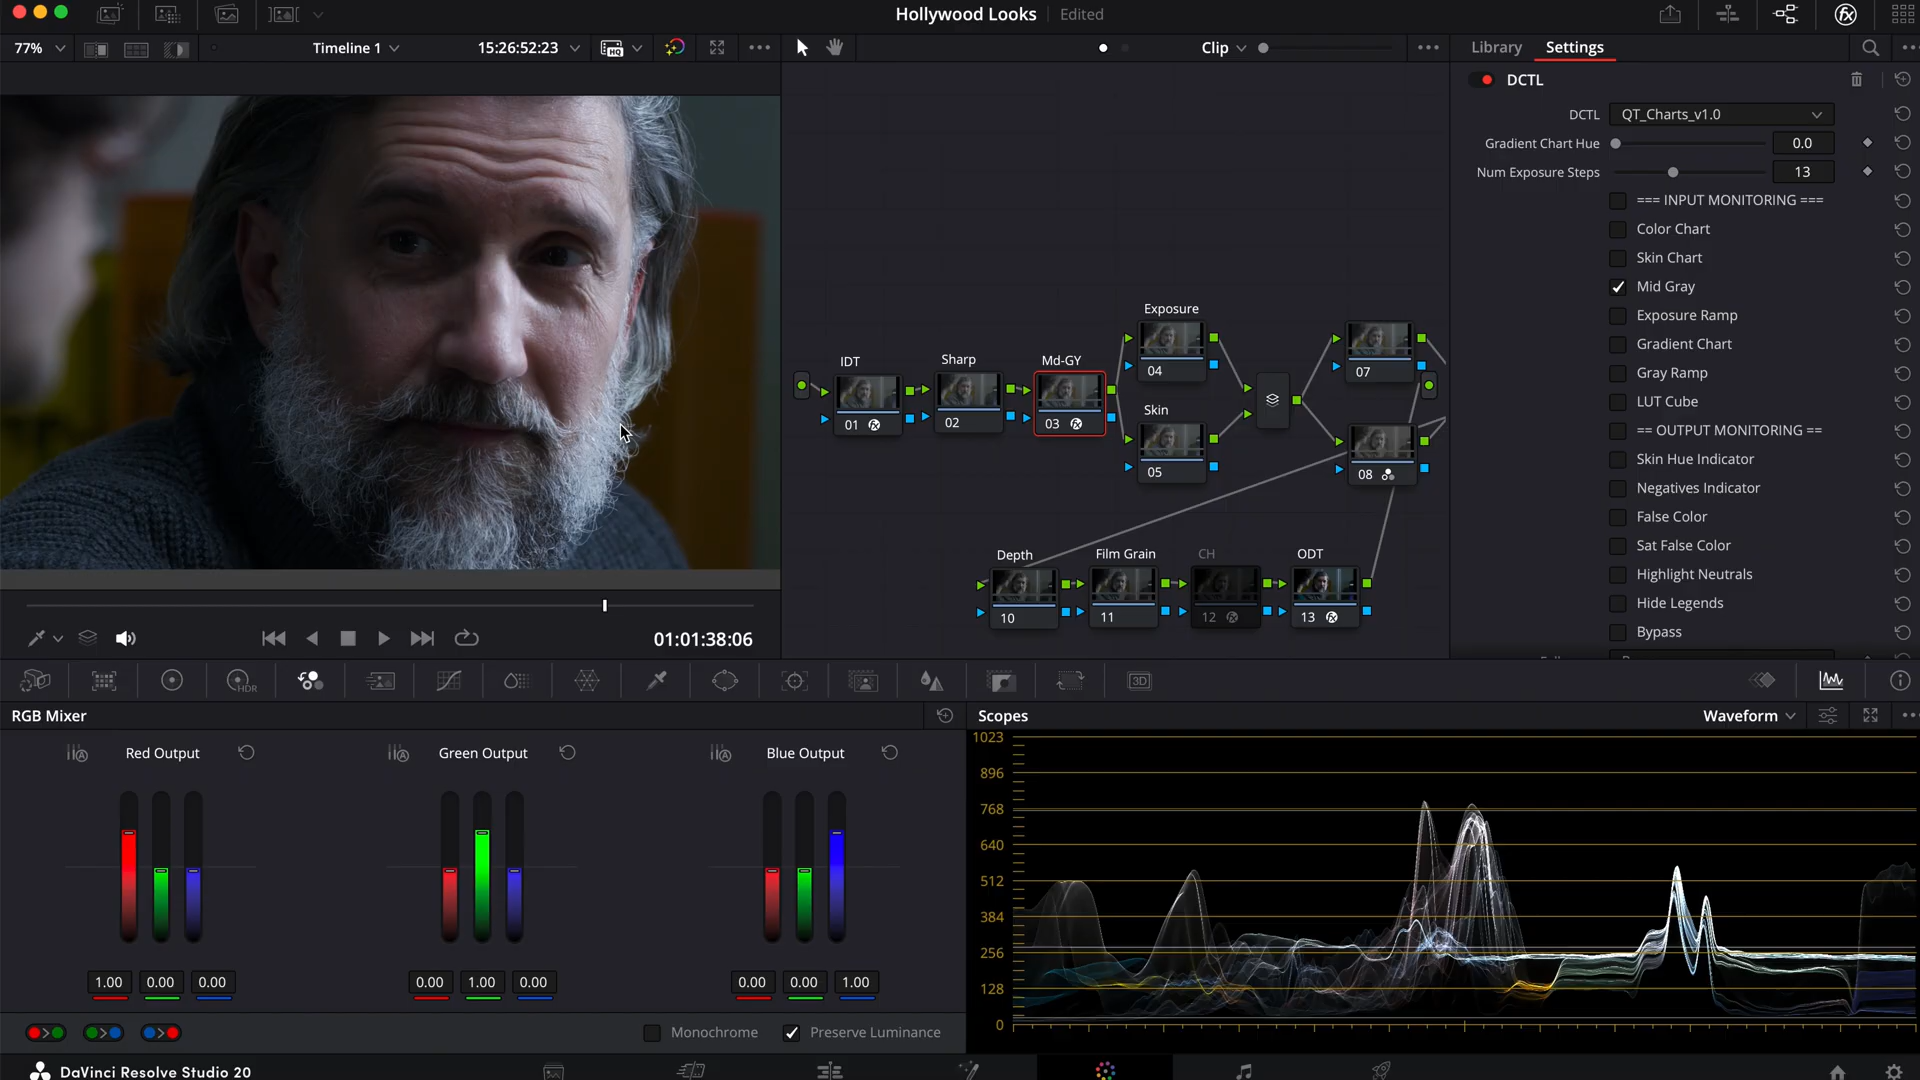 Hollywood Looks Edited
77% Timeline 1 15:26:52:23 HQ Clip Library Settings
DCTL
DCTL QT_Charts_v1.0
Gradient Chart Hue 0.0
Num Exposure Steps 13
=== INPUT MONITORING ===
Color Chart
Skin Chart
Mid Gray
Exposure Ramp
Gradient Chart
Gray Ramp
LUT Cube
== OUTPUT MONITORING ==
Skin Hue Indicator
Negatives Indicator
False Color
Sat False Color
Highlight Neutrals
Hide Legends
Bypass
Exposure
IDT Sharp Md-GY
04 07
01 02 03
Skin
05 08
Depth Film Grain CH ODT
10 11 12 13
01:01:38:06
HDR 3D
RGB Mixer
Red Output Green Output Blue Output
1.00 0.00 0.00 0.00 1.00 0.00 0.00 0.00 1.00
Monochrome Preserve Luminance
Scopes Waveform
1023
896
768
640
512
384
256
128
0
DaVinci Resolve Studio 20